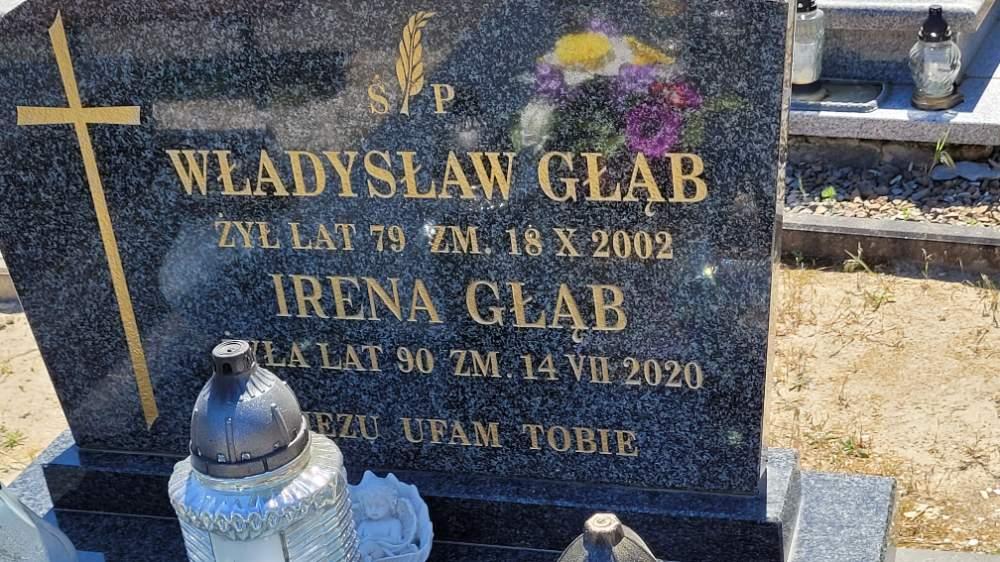 Ś P
WŁADYSŁAW GŁĄB
ŻYŁ LAT 79 ZM. 18 X 2002
IRENA GŁĄB
LAT 90 ZM. 14 VII 2020
UFAM TOBIE